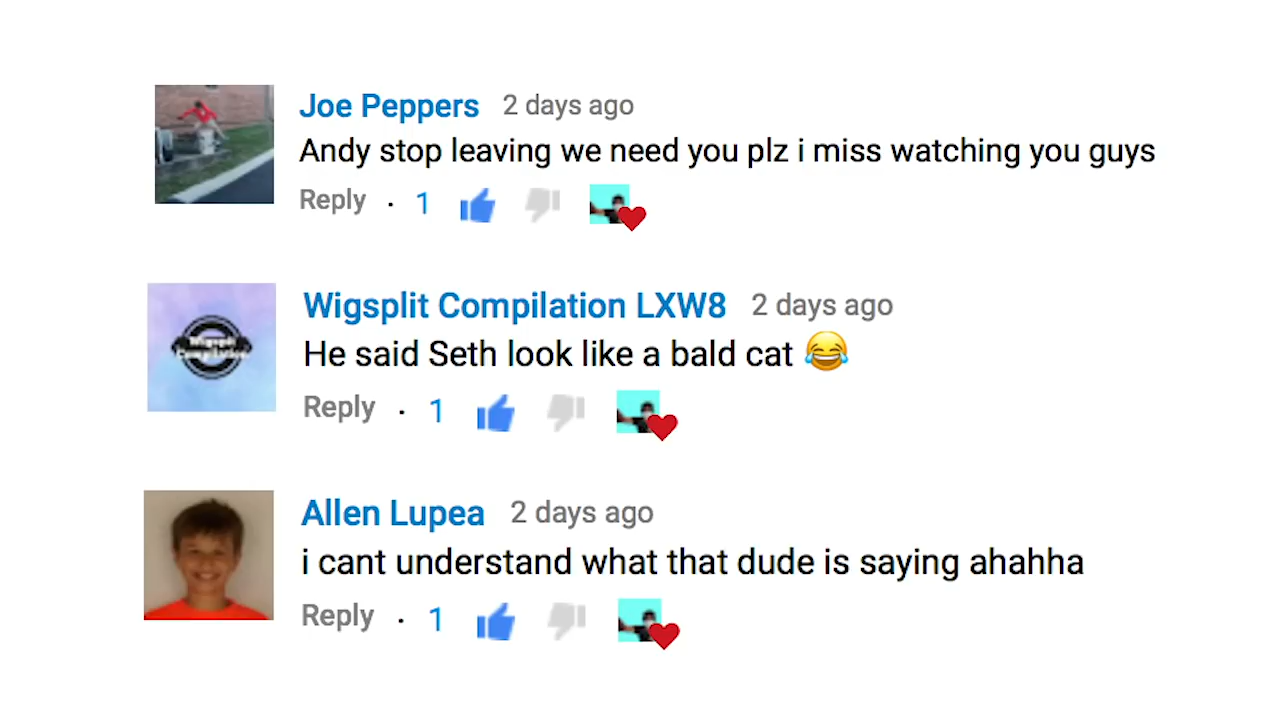 Joe Peppers 2 days ago
Andy stop leaving we need you plz i miss watching you guys
Reply · 1
Wigsplit Compilation LXW8 2 days ago
He said Seth look like a bald cat 😂
Reply · 1
Wigsplit
Compilation
Allen Lupea 2 days ago
i cant understand what that dude is saying ahahha
Reply · 1